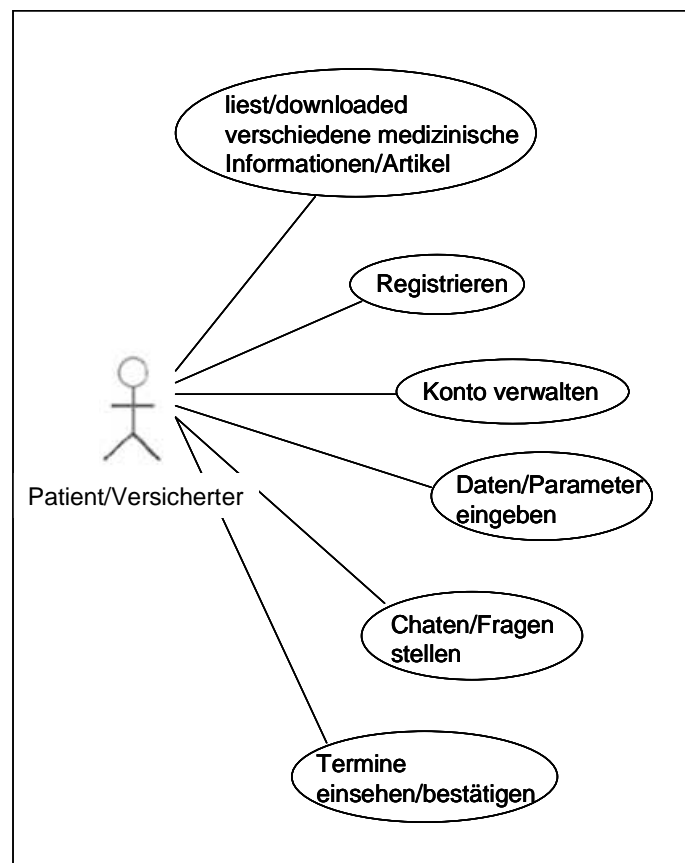 liest/downloaded
verschiedene medizinische
Informationen/Artikel
Registrieren
Konto verwalten
Patient/Versicherter
Daten/Parameter
eingeben
Chaten/Fragen
stellen
Termine
einsehen/bestätigen